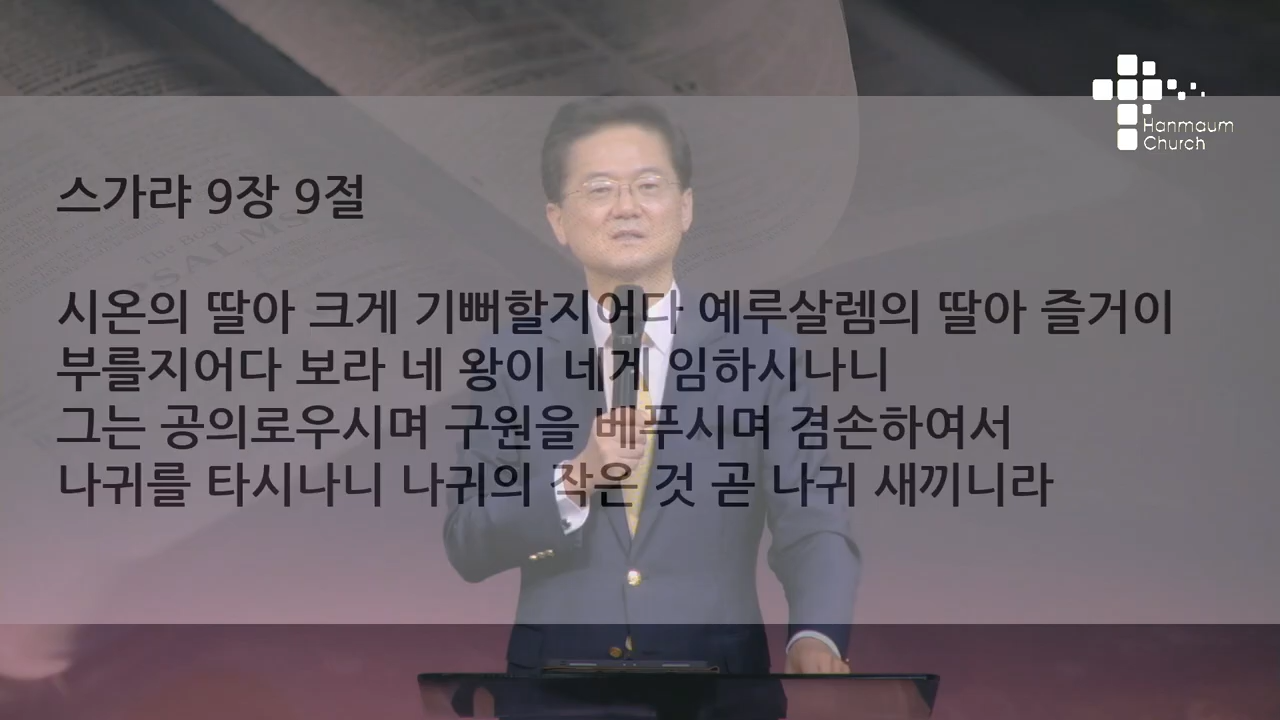 Hanmaum
Church
스가랴 9장 9절
The Book
PSALMS
시온의 딸아 크게 기뻐할지어다 예루살렘의 딸아 즐거이
부를지어다 보라 네 왕이 네게 임하시나니
그는 공의로우시며 구원을 베푸시며 겸손하여서
나귀를 타시나니 나귀의 작은 것 곧 나귀 새끼니라